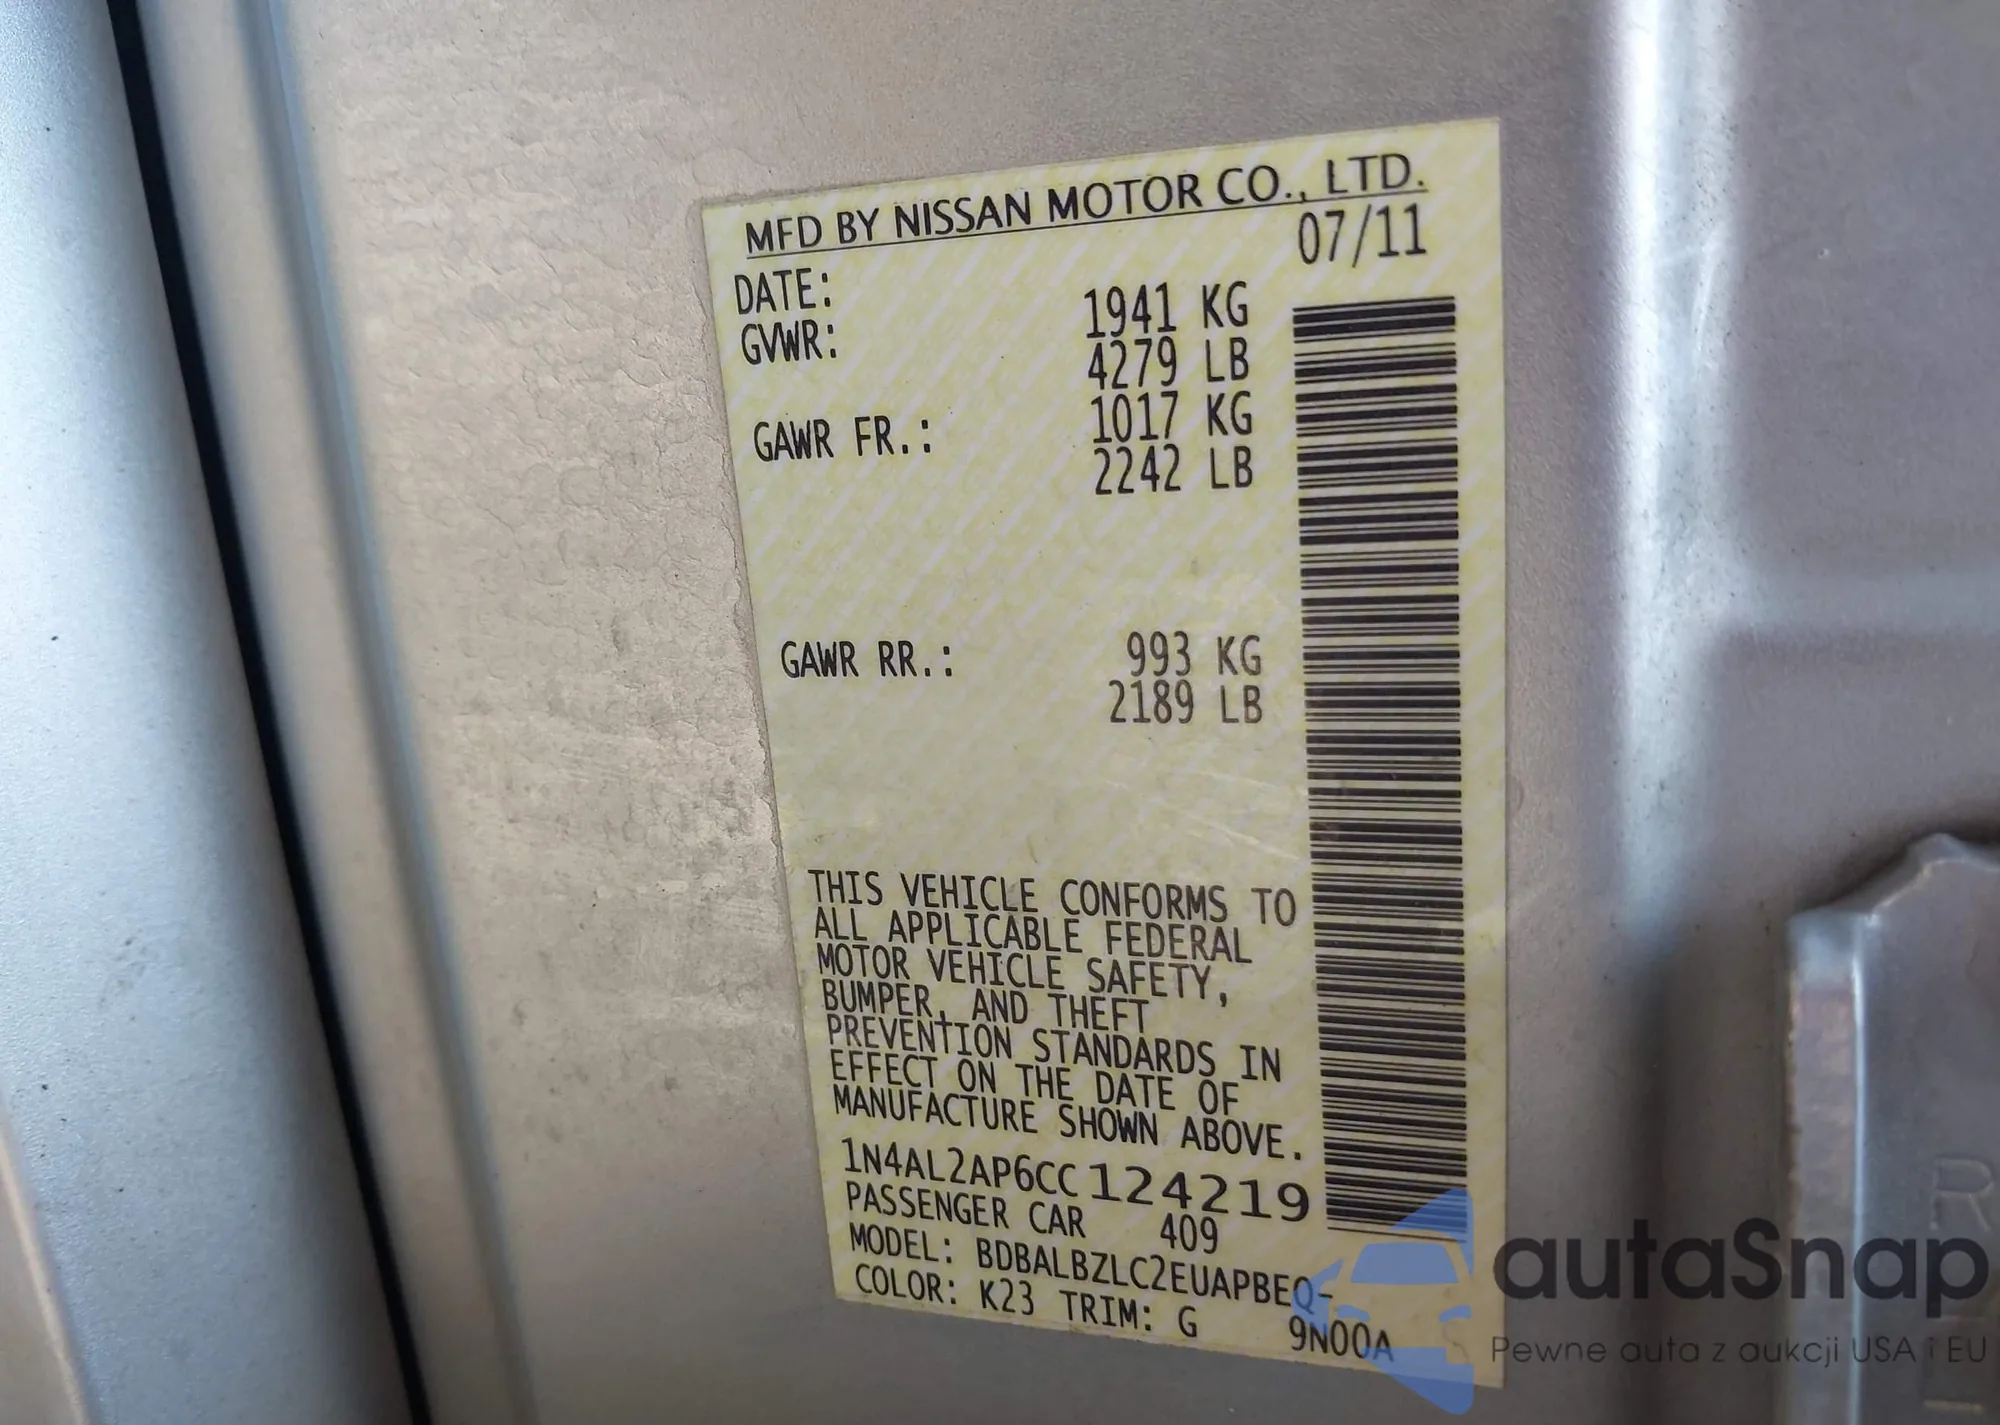 MFD BY NISSAN MOTOR CO., LTD.
DATE: 07/11
GVWR: 1941 KG
4279 LB
GAWR FR.: 1017 KG
2242 LB
GAWR RR.: 993 KG
2189 LB
THIS VEHICLE CONFORMS TO
ALL APPLICABLE FEDERAL
MOTOR VEHICLE SAFETY,
BUMPER, AND THEFT
PREVENTION STANDARDS IN
EFFECT ON THE DATE OF
MANUFACTURE SHOWN ABOVE.
1N4AL2AP6CC124219
PASSENGER CAR 409
MODEL: BDBALBZLC2EUAPBEQ-
COLOR: K23 TRIM: G 9N00A
autaSnap
Pewne auta z aukcji USA i EU